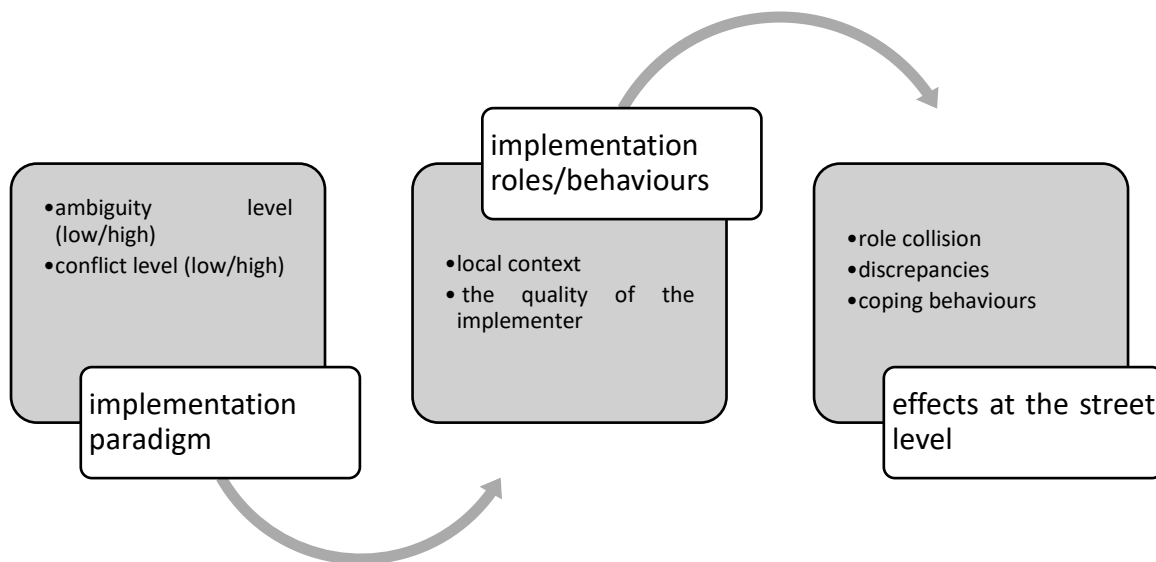 •ambiguity level
(low/high)
•conflict level (low/high)
implementation
paradigm
implementation
roles/behaviours
•local context
• the quality of the
implementer
•role collision
•discrepancies
•coping behaviours
effects at the street
level